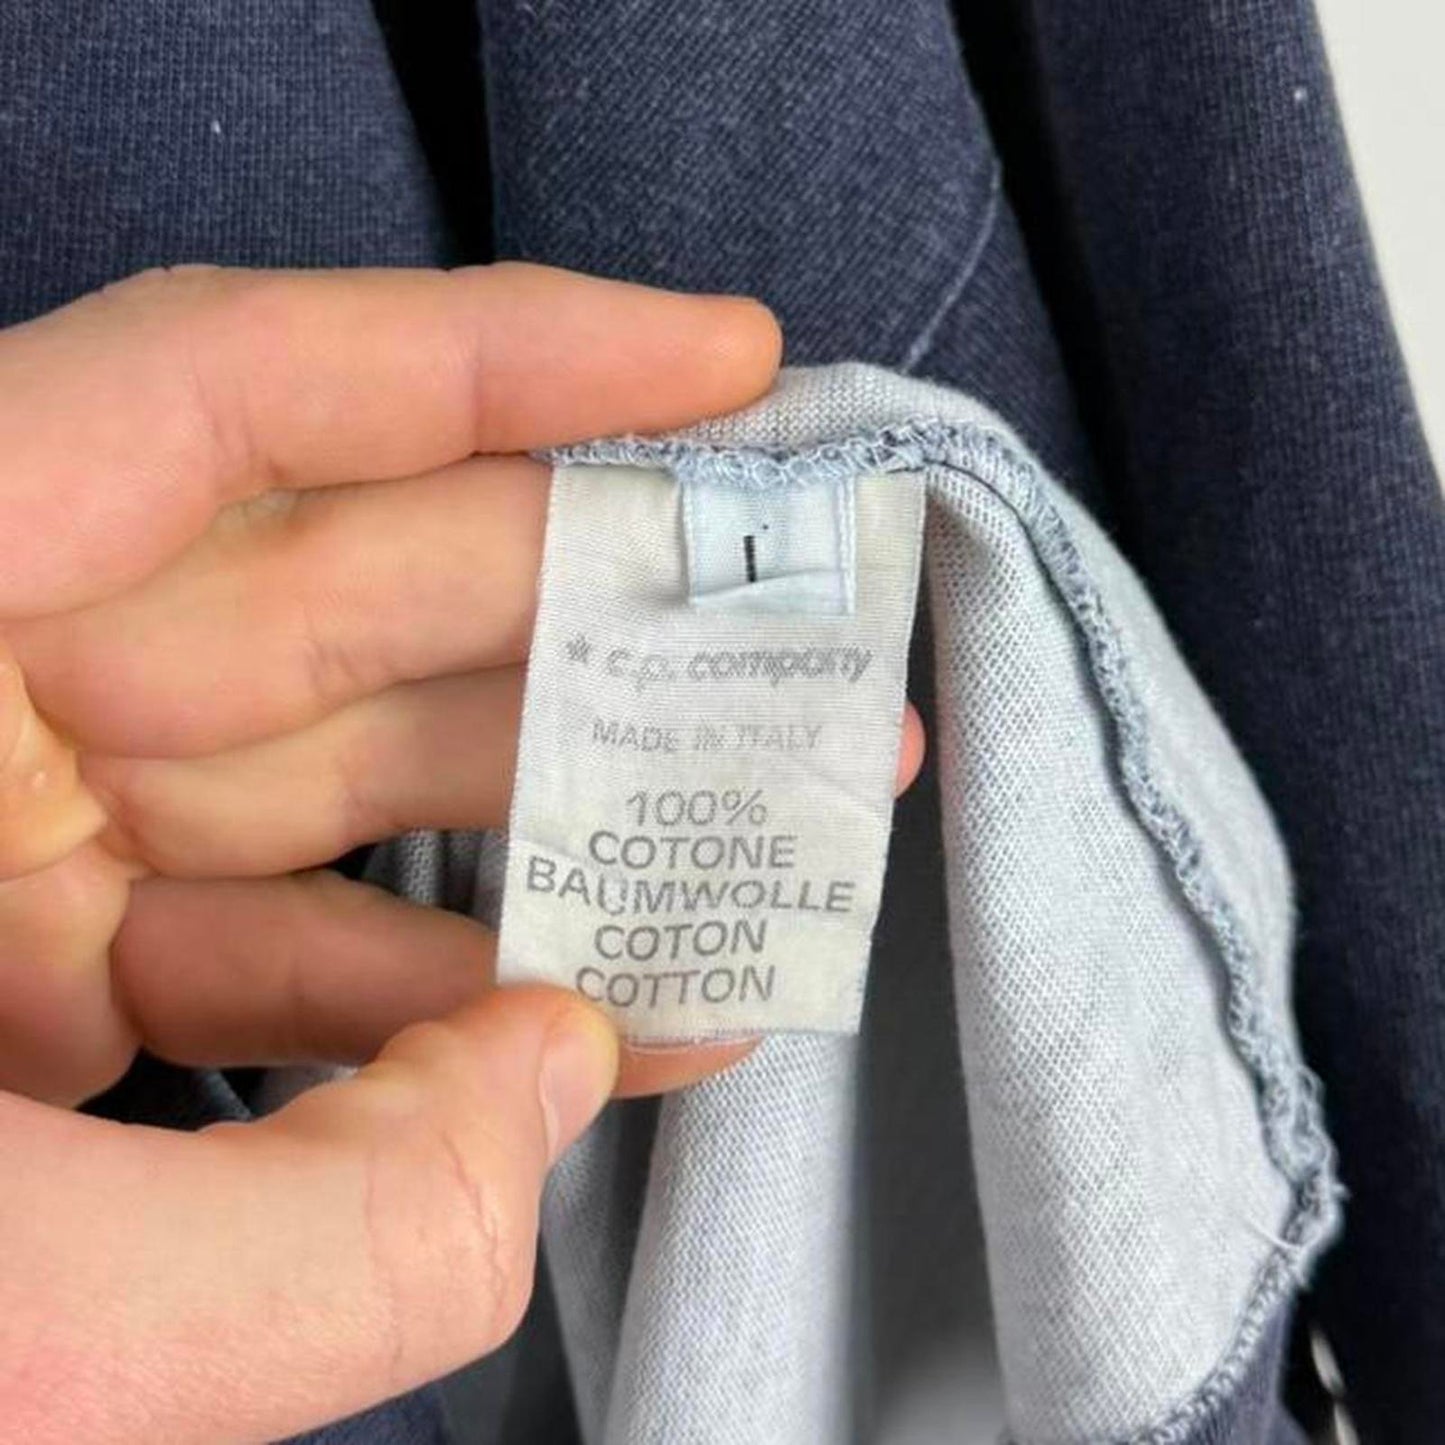 * c.p. company
MADE IN ITALY
100%
COTONE
BAUMWOLLE
COTON
COTTON